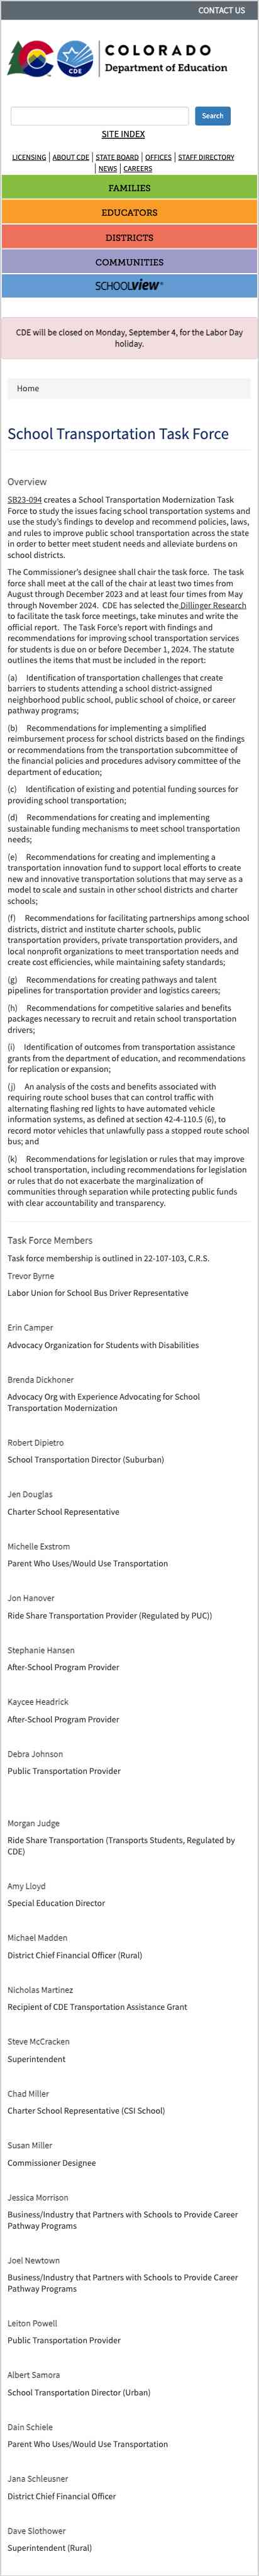 CONTACT US
COLORADO
Department of Education
CDE
Search
SITE INDEX
LICENSING | ABOUT CDE | STATE BOARD | OFFICES | STAFF DIRECTORY
| NEWS | CAREERS
FAMILIES
EDUCATORS
DISTRICTS
COMMUNITIES
SCHOOLVIEW®
CDE will be closed on Monday, September 4, for the Labor Day
holiday.
Home
School Transportation Task Force
Overview
SB23-094 creates a School Transportation Modernization Task
Force to study the issues facing school transportation systems and
use the study’s findings to develop and recommend policies, laws,
and rules to improve public school transportation across the state
in order to better meet student needs and alleviate burdens on
school districts.
The Commissioner’s designee shall chair the task force. The task
force shall meet at the call of the chair at least two times from
August through December 2023 and at least four times from May
through November 2024. CDE has selected the Dillinger Research
to facilitate the task force meetings, take minutes and write the
official report. The Task Force’s report with findings and
recommendations for improving school transportation services
for students is due on or before December 1, 2024. The statute
outlines the items that must be included in the report:
(a) Identification of transportation challenges that create
barriers to students attending a school district-assigned
neighborhood public school, public school of choice, or career
pathway programs;
(b) Recommendations for implementing a simplified
reimbursement process for school districts based on the findings
or recommendations from the transportation subcommittee of
the financial policies and procedures advisory committee of the
department of education;
(c) Identification of existing and potential funding sources for
providing school transportation;
(d) Recommendations for creating and implementing
sustainable funding mechanisms to meet school transportation
needs;
(e) Recommendations for creating and implementing a
transportation innovation fund to support local efforts to create
new and innovative transportation solutions that may serve as a
model to scale and sustain in other school districts and charter
schools;
(f) Recommendations for facilitating partnerships among school
districts, district and institute charter schools, public
transportation providers, private transportation providers, and
local nonprofit organizations to meet transportation needs and
create cost efficiencies, while maintaining safety standards;
(g) Recommendations for creating pathways and talent
pipelines for transportation provider and logistics careers;
(h) Recommendations for competitive salaries and benefits
packages necessary to recruit and retain school transportation
drivers;
(i) Identification of outcomes from transportation assistance
grants from the department of education, and recommendations
for replication or expansion;
(j) An analysis of the costs and benefits associated with
requiring route school buses that can control traffic with
alternating flashing red lights to have automated vehicle
information systems, as defined at section 42-4-110.5 (6), to
record motor vehicles that unlawfully pass a stopped route school
bus; and
(k) Recommendations for legislation or rules that may improve
school transportation, including recommendations for legislation
or rules that do not exacerbate the marginalization of
communities through separation while protecting public funds
with clear accountability and transparency.
Task Force Members
Task force membership is outlined in 22-107-103, C.R.S.
Trevor Byrne
Labor Union for School Bus Driver Representative
Erin Camper
Advocacy Organization for Students with Disabilities
Brenda Dickhoner
Advocacy Org with Experience Advocating for School
Transportation Modernization
Robert Dipietro
School Transportation Director (Suburban)
Jen Douglas
Charter School Representative
Michelle Exstrom
Parent Who Uses/Would Use Transportation
Jon Hanover
Ride Share Transportation Provider (Regulated by PUC))
Stephanie Hansen
After-School Program Provider
Kaycee Headrick
After-School Program Provider
Debra Johnson
Public Transportation Provider
Morgan Judge
Ride Share Transportation (Transports Students, Regulated by
CDE)
Amy Lloyd
Special Education Director
Michael Madden
District Chief Financial Officer (Rural)
Nicholas Martinez
Recipient of CDE Transportation Assistance Grant
Steve McCracken
Superintendent
Chad Miller
Charter School Representative (CSI School)
Susan Miller
Commissioner Designee
Jessica Morrison
Business/Industry that Partners with Schools to Provide Career
Pathway Programs
Joel Newtown
Business/Industry that Partners with Schools to Provide Career
Pathway Programs
Leiton Powell
Public Transportation Provider
Albert Samora
School Transportation Director (Urban)
Dain Schiele
Parent Who Uses/Would Use Transportation
Jana Schleusner
District Chief Financial Officer
Dave Slothower
Superintendent (Rural)